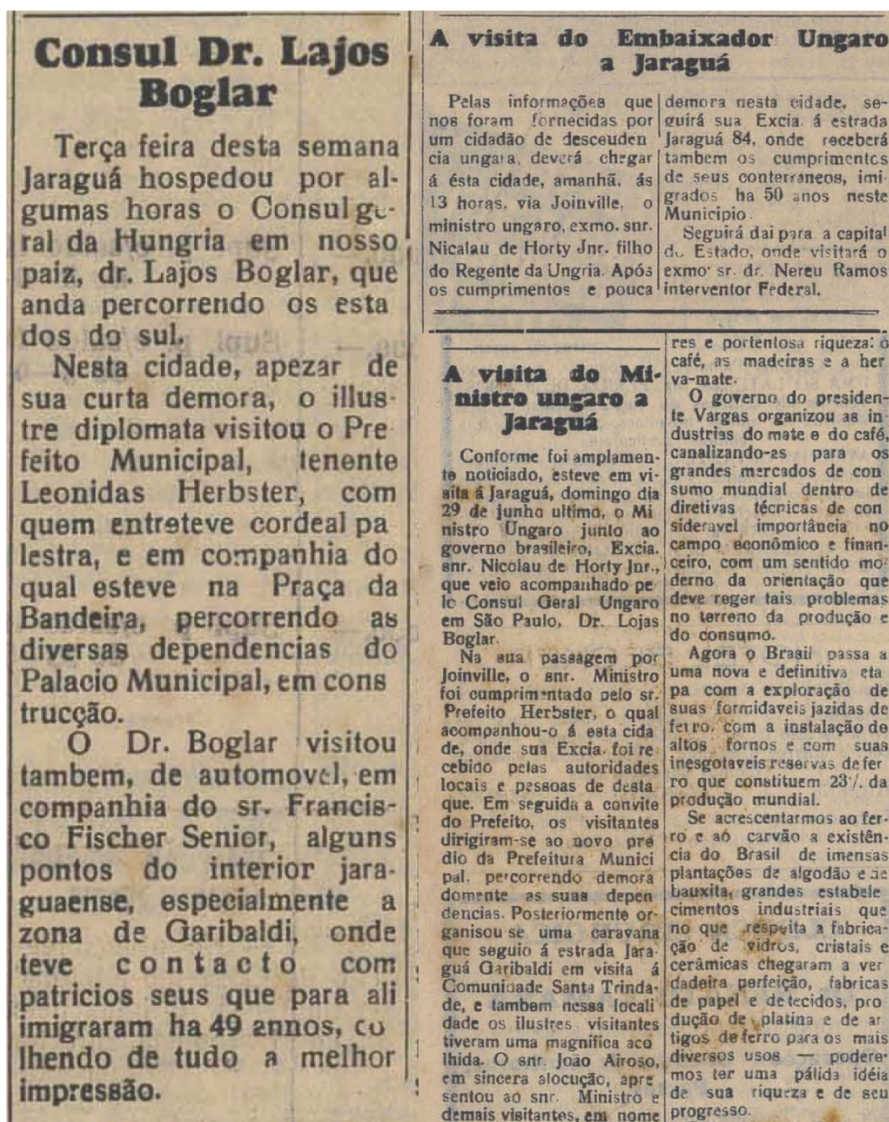 Consul Dr. Lajos
Boglar
Terça feira desta semana
Jaraguá hospedou por al-
gumas horas o Consul ge-
ral da Hungria em nosso
paiz, dr. Lajos Boglar, que
anda percorrendo os esta
dos do sul.
Nesta cidade, apezar de
sua curta demora, o illus-
tre diplomata visitou o Pre
feito Municipal, tenente
Leonidas Herbster, com
quem entreteve cordeal pa
lestra, e em companhia do
qual esteve na Praça da
Bandeira, percorrendo as
diversas dependencias do
Palacio Municipal, em cons
trucção.
O Dr. Boglar visitou
tambem, de automovel, em
companhia do sr. Francis-
co Fischer Senior, alguns
pontos do interior jara-
guaense, especialmente a
zona de Garibaldi, onde
teve contacto com
patricios seus que para ali
imigraram ha 49 annos, co
lhendo de tudo a melhor
impressão.
A visita do Embaixador Ungaro
a Jaraguá
Pelas informações que
nos foram fornecidas por
um cidadão de descenden
cia ungara, deverá chegar
á ésta cidade, amanhã, ás
13 horas, via Joinville, o
ministro ungaro, exmo. snr.
Nicalau de Horty Jnr. filho
do Regente da Ungria. Após
os cumprimentos e pouca
demora nesta cidade, se-
guirá sua Excia. á estrada
Jaraguá 84, onde receberá
tambem os cumprimentos
de seus conterraneos, imi-
grados ha 50 anos neste
Municipio.
Seguirá dai para a capital
do Estado, onde visitará o
exmo. sr. dr. Nereu Ramos
interventor Federal.
A visita do Mi-
nistro ungaro a
Jaraguá
Conforme foi amplamen-
te noticiado, esteve em vi-
sita á Jaraguá, domingo dia
29 de junho ultimo, o Mi
nistro Ungaro junto ao
governo brasileiro, Excia.
snr. Nicolau de Horty Jnr.,
que veio acompanhado pe
lo Consul Geral Ungaro
em São Paulo, Dr. Lojas
Boglar.
Na sua passagem por
Joinville, o snr. Ministro
foi cumprimentado pelo sr.
Prefeito Herbster, o qual
acompanhou-o á esta cida
de, onde sua Excia. foi re
cebido pelas autoridades
locais e pessoas de desta
que. Em seguida a convite
do Prefeito, os visitantes
dirigiram-se ao novo pré
dio da Prefeitura Munici
pal, percorrendo demora
domente as suas depen
dencias. Posteriormente or-
ganisou se uma caravana
que seguio á estrada Jara-
guá Garibaldi em visita á
Comunidade Santa Trinda-
de, e tambem nessa locali
dade os ilustres visitantes
tiveram uma magnifica aco
lhida. O snr. João Airoso,
em sincera alocução, apre
sentou ao snr. Ministro e
demais visitantes, em nome
res e portentosa riqueza: o
café, as madeiras e a her
va-mate.
O governo do presiden-
te Vargas organizou as in
dustrias do mate e do café,
canalizando-as para os
grandes mercados de con
sumo mundial dentro de
diretivas técnicas de con
sideravel importância no
campo econômico e finan-
ceiro, com um sentido mo-
derno da orientação que
deve reger tais problemas
no terreno da produção e
do consumo.
Agora o Brasil passa a
uma nova e definitiva eta
pa com a exploração de
suas formidaveis jazidas de
ferro, com a instalação de
altos fornos e com suas
inesgotaveis reservas de fer
ro que constituem 23% da
produção mundial.
Se acrescentarmos ao fer-
ro e aó carvão a existên-
cia do Brasil de imensas
plantações de algodão e de
bauxita, grandes estabele
cimentos industriais que
no que respeita a fabrica-
ção de vidros, cristais e
cerâmicas chegaram a ver
dadeira perfeição, fabricas
de papel e de tecidos, pro
dução de platina e de ar
tigos de ferro para os mais
diversos usos — podere-
mos ter uma pálida idéia
de sua riqueza e de seu
progresso.